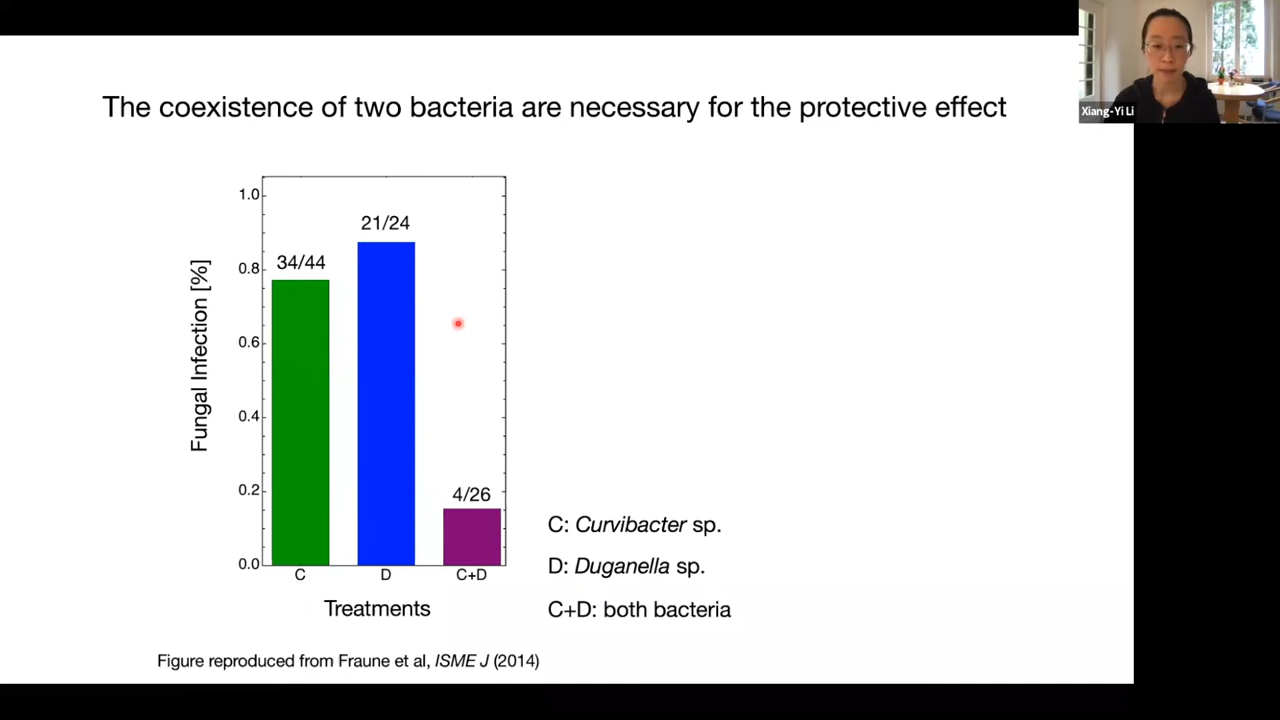 Xiang-Yi Li
The coexistence of two bacteria are necessary for the protective effect
1.0
0.8
0.6
0.4
0.2
0.0
Fungal Infection [%]
34/44
21/24
4/26
C
D
C+D
Treatments
C: Curvibacter sp.
D: Duganella sp.
C+D: both bacteria
Figure reproduced from Fraune et al, ISME J (2014)